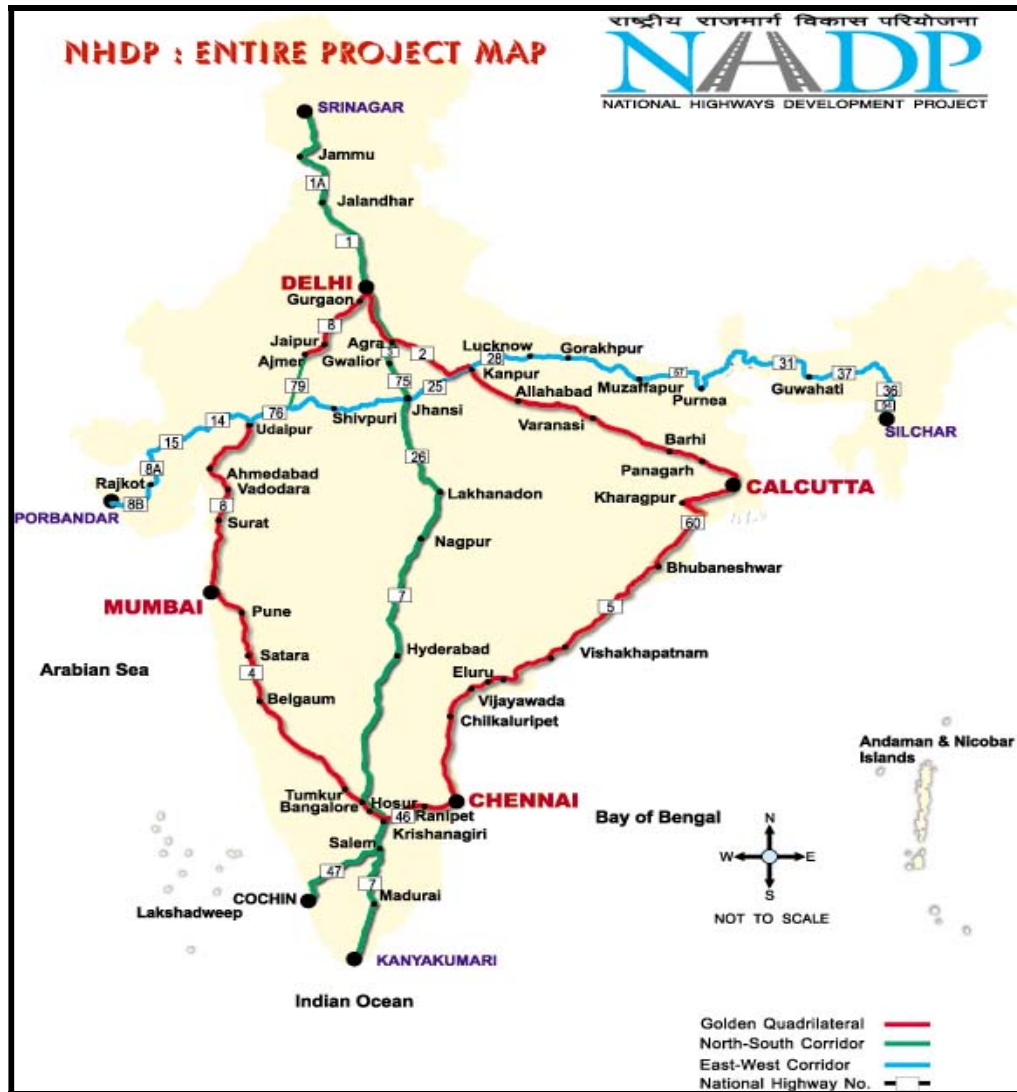 राष्ट्रीय राजमार्ग विकास परियोजना
NHDP : ENTIRE PROJECT MAP
NHDP
NATIONAL HIGHWAYS DEVELOPMENT PROJECT
SRINAGAR
Jammu
1A
Jalandhar
1
DELHI
Gurgaon
8
Jaipur
Agra
2
Lucknow
Gorakhpur
Ajmer
Gwalior
3
28
Kanpur
31
37
Guwahati
36
79
75
25
Allahabad
Muzaffapur
57
Purnea
14
76
Shivpuri
Jhansi
Varanasi
SILCHAR
15
Udaipur
Barhi
8A
26
Panagarh
Rajkot
Ahmedabad
Vadodara
Lakhanadon
CALCUTTA
8B
8
Kharagpur
PORBANDAR
Surat
60
Nagpur
Bhubaneshwar
MUMBAI
7
5
Pune
Satara
Hyderabad
Vishakhapatnam
Arabian Sea
4
Eluru
Belgaum
Vijayawada
Chilkaluripet
Andaman & Nicobar
Islands
Tumkur
Bangalore
Hosur
CHENNAI
46
Ranipet
Bay of Bengal
Krishanagiri
Salem
47
7
COCHIN
Madurai
Lakshadweep
N
W
E
S
NOT TO SCALE
KANYAKUMARI
Indian Ocean
Golden Quadrilateral
North-South Corridor
East-West Corridor
National Highway No.